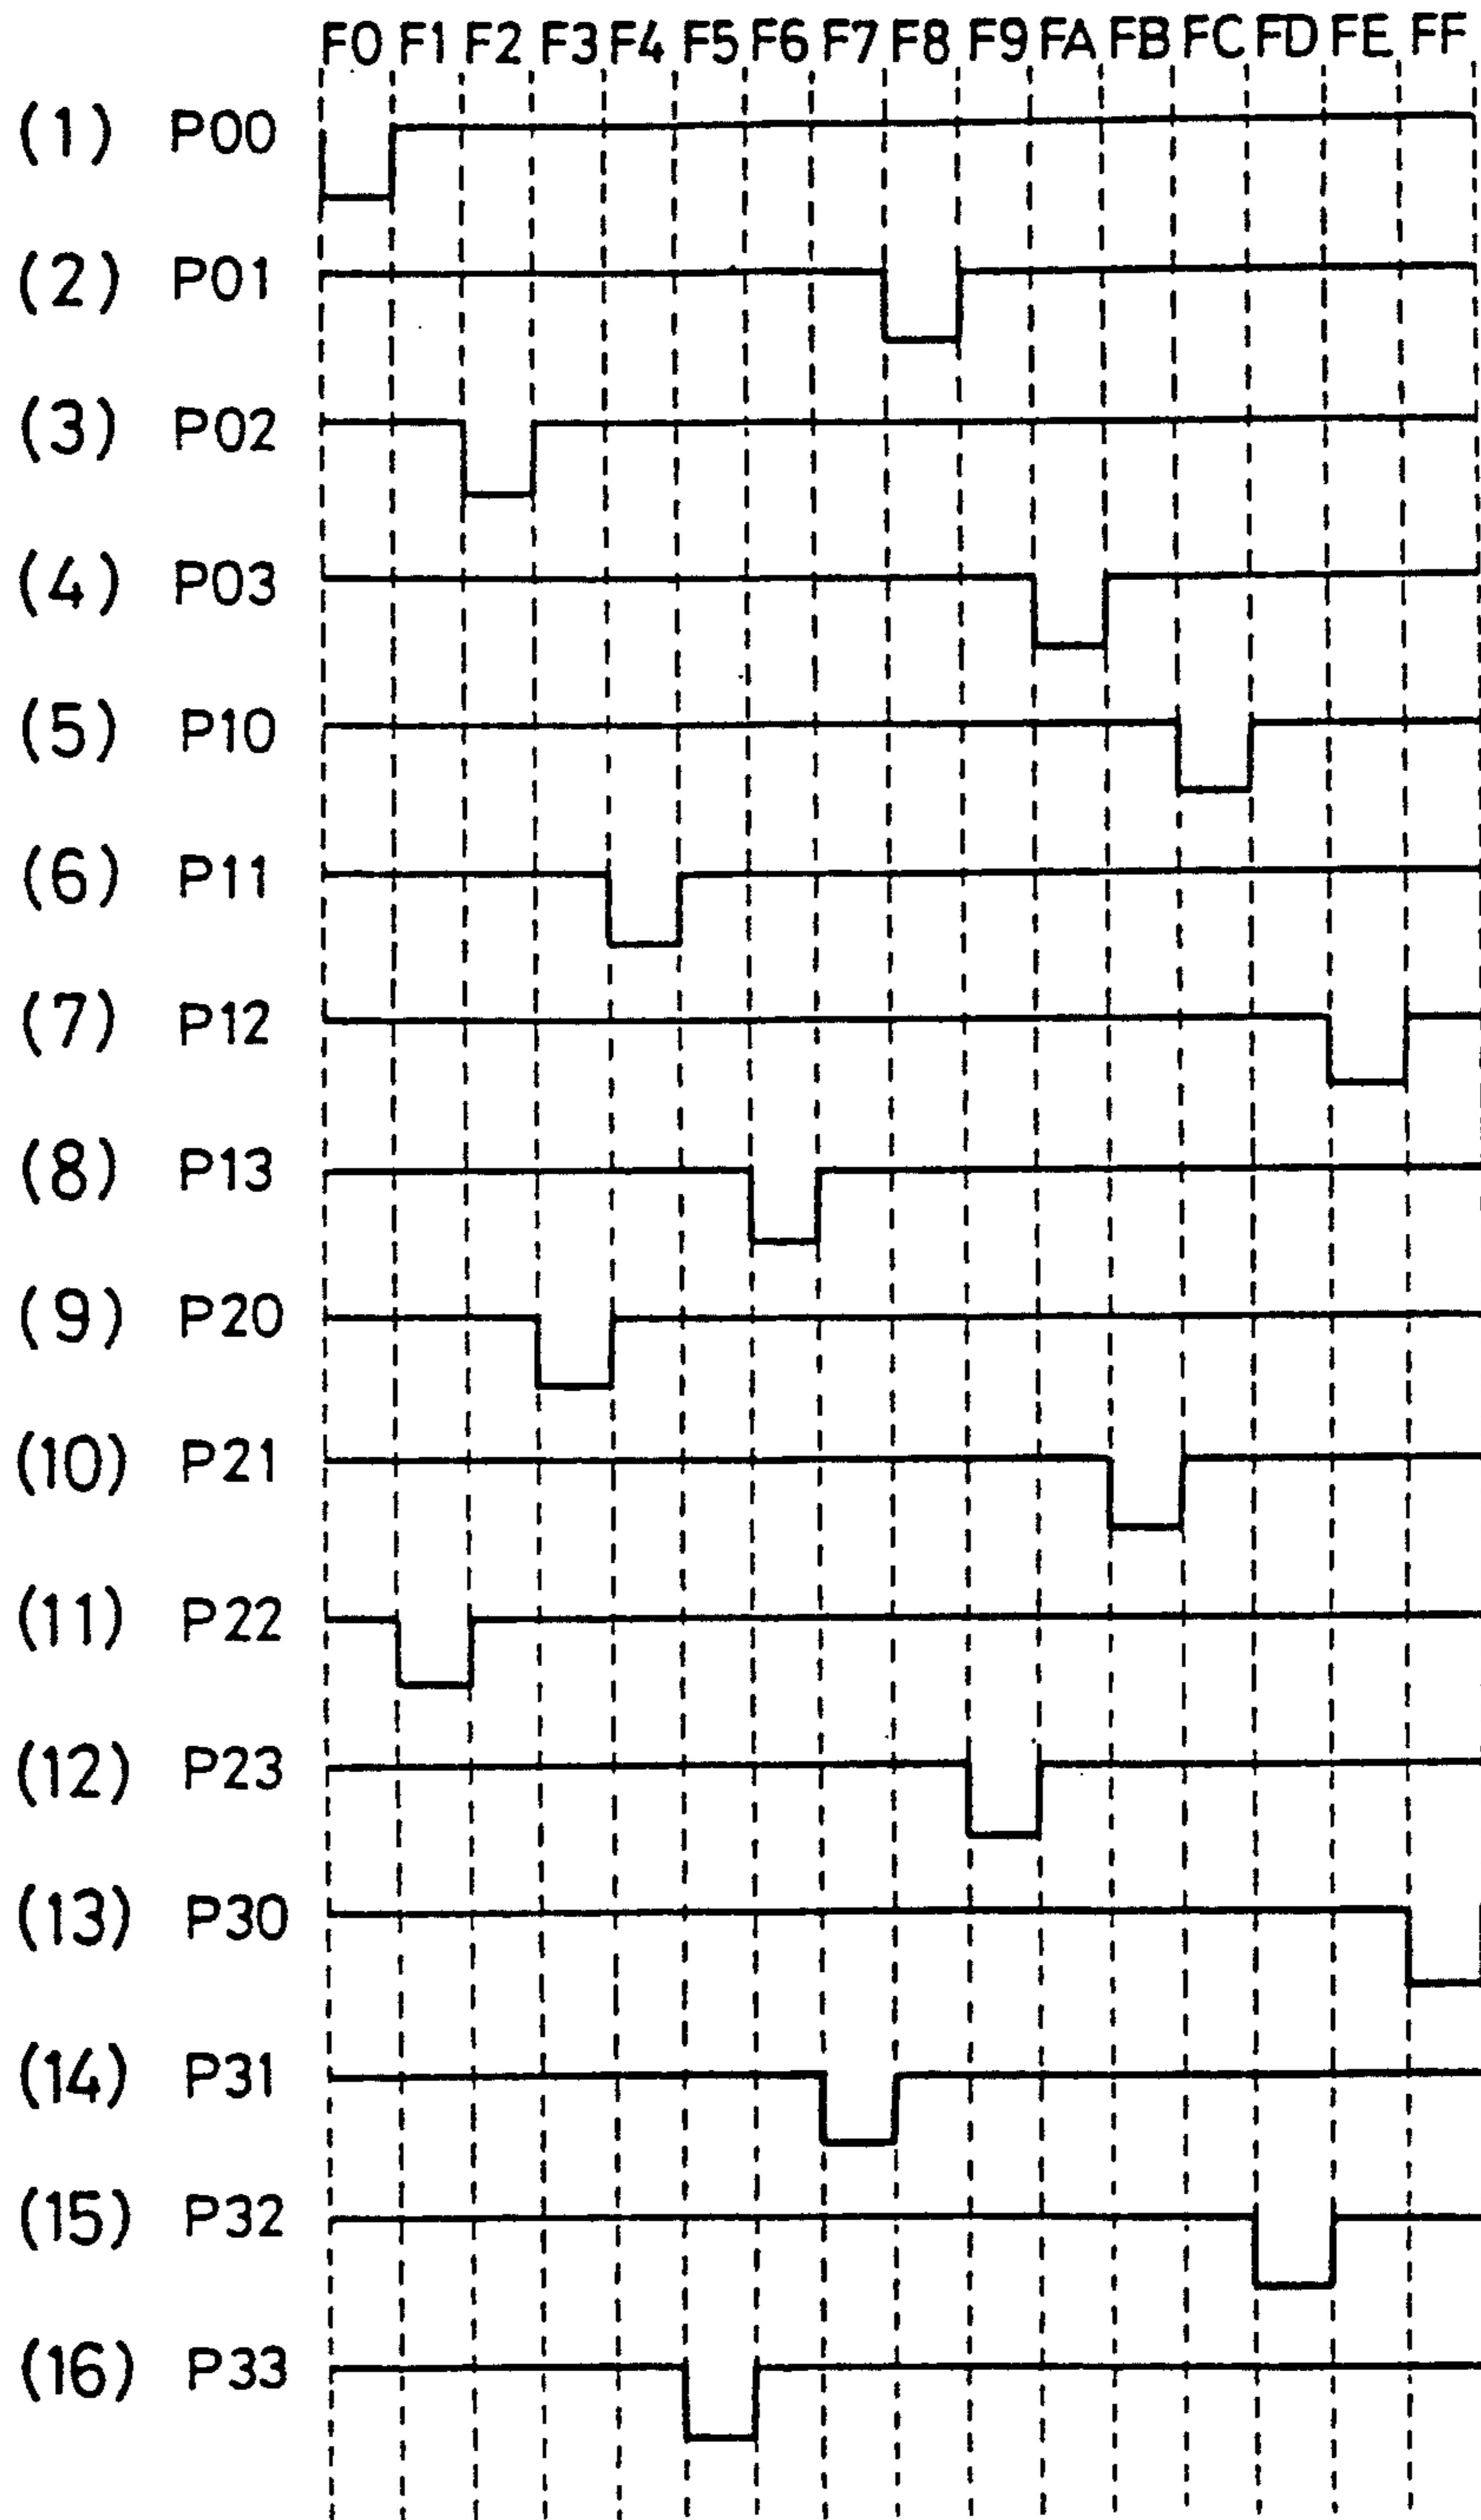 F0 F1 F2 F3 F4 F5 F6 F7 F8 F9 FA FB FC FD FE FF
(1) P00
(2) P01
(3) P02
(4) P03
(5) P10
(6) P11
(7) P12
(8) P13
(9) P20
(10) P21
(11) P22
(12) P23
(13) P30
(14) P31
(15) P32
(16) P33